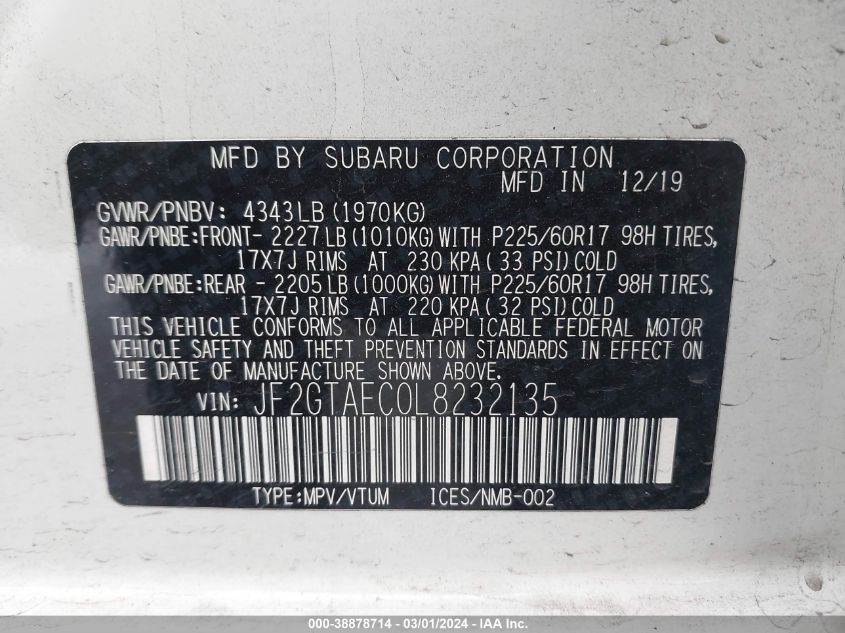 MFD BY SUBARU CORPORATION
MFD IN 12/19
GVWR/PNBV: 4343LB (1970KG)
GAWR/PNBE:FRONT- 2227LB (1010KG) WITH P225/60R17 98H TIRES,
17X7J RIMS AT 230 KPA (33 PSI) COLD
GAWR/PNBE:REAR - 2205LB (1000KG) WITH P225/60R17 98H TIRES,
17X7J RIMS AT 220 KPA (32 PSI) COLD
THIS VEHICLE CONFORMS TO ALL APPLICABLE FEDERAL MOTOR
VEHICLE SAFETY AND THEFT PREVENTION STANDARDS IN EFFECT ON
THE DATE OF MANUFACTURE SHOWN ABOVE.
VIN: JF2GTAEC0L8232135
TYPE:MPV/VTUM ICES/NMB-002
000-38878714 - 03/01/2024 - IAA Inc.